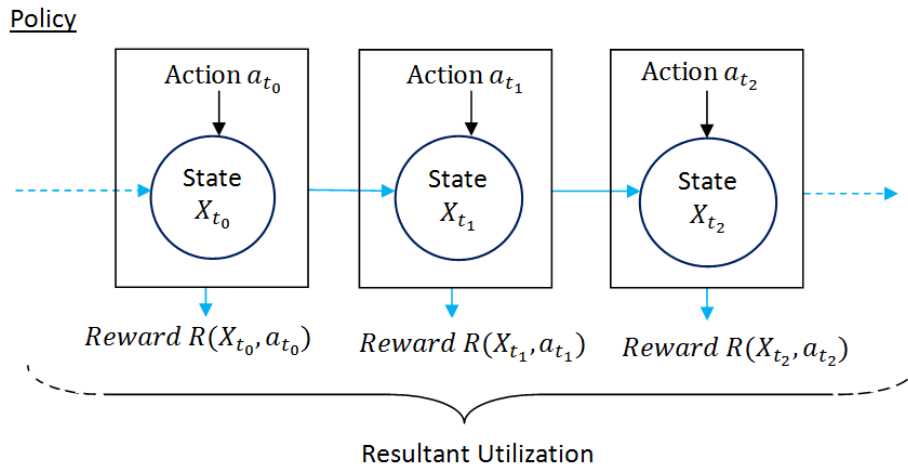 Policy
Action a_{t_0} Action a_{t_1} Action a_{t_2}
State State State
X_{t_0} X_{t_1} X_{t_2}
Reward R(X_{t_0}, a_{t_0}) Reward R(X_{t_1}, a_{t_1}) Reward R(X_{t_2}, a_{t_2})
Resultant Utilization